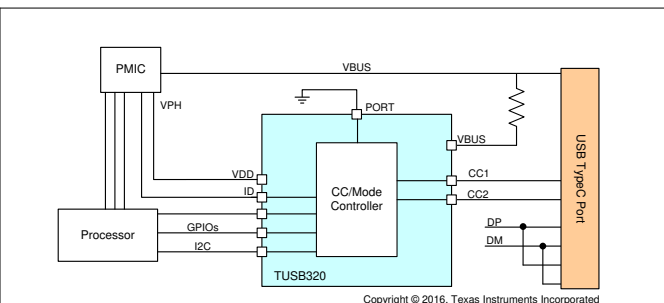 PMIC
VBUS
VPH
PORT
VBUS
VDD
CC1
ID
CC2
CC/Mode
Controller
USB TypeC Port
Processor
GPIOs
I2C
DP
DM
TUSB320
Copyright © 2016, Texas Instruments Incorporated